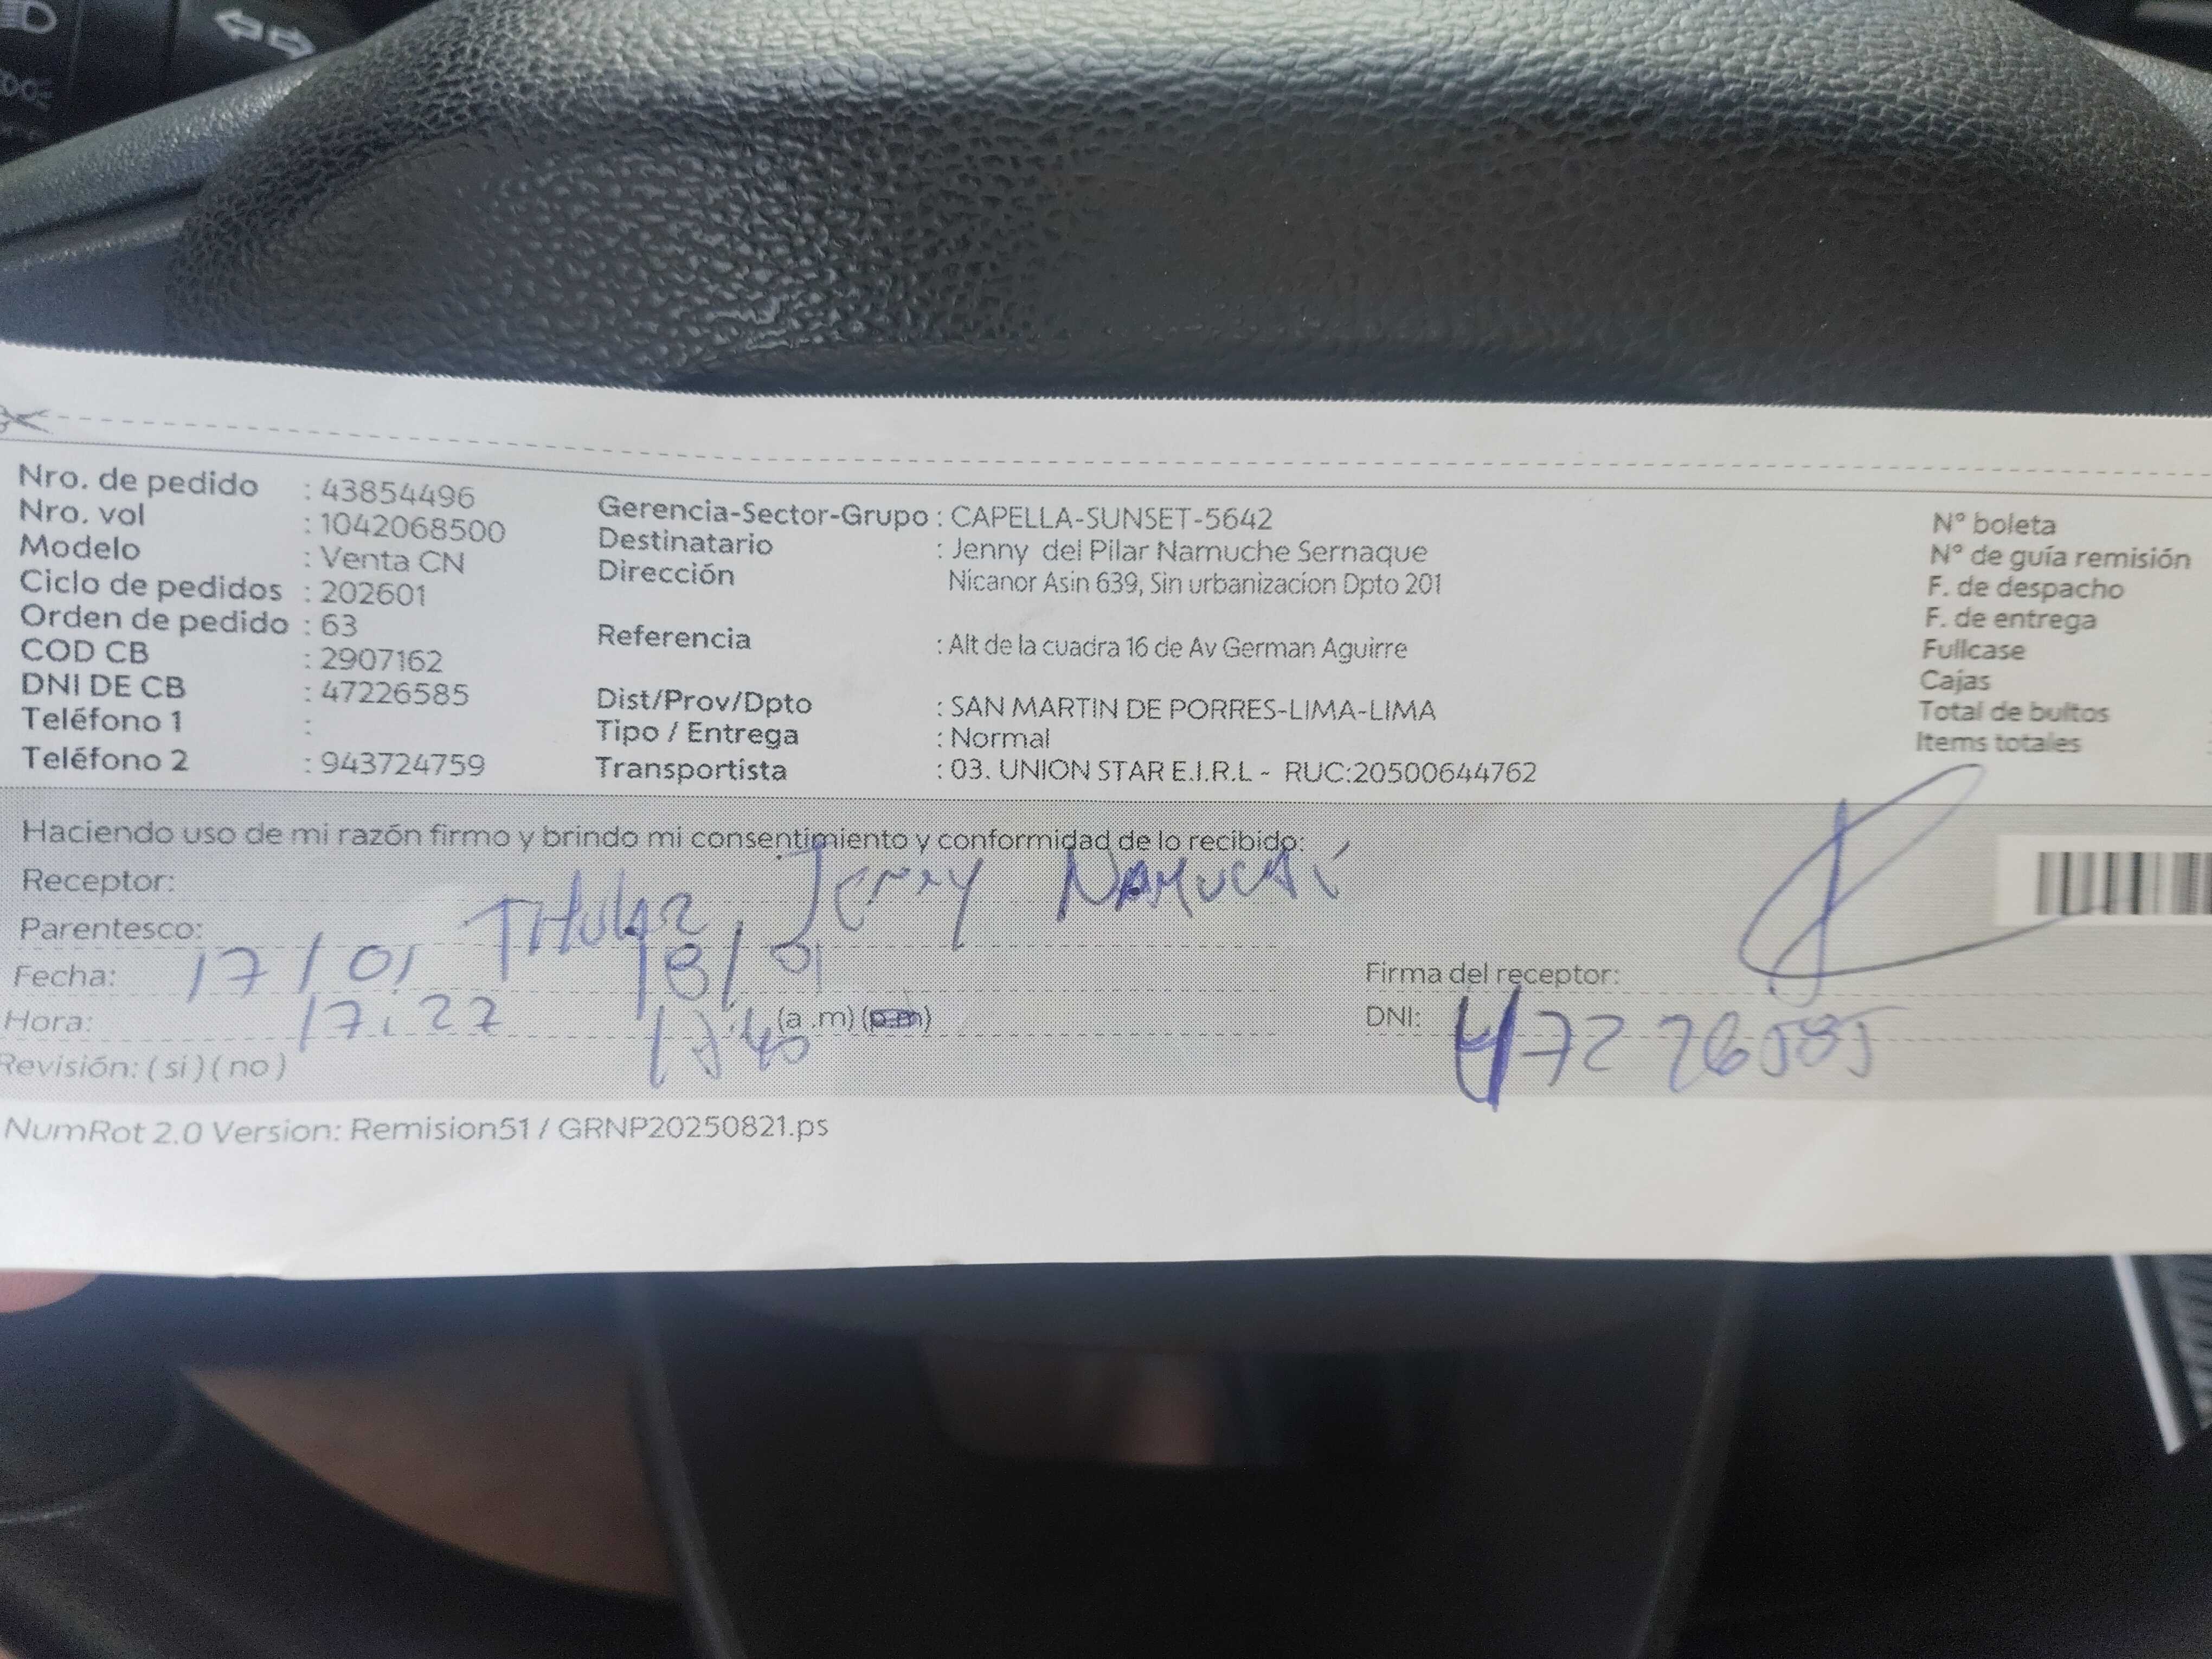 Nro. de pedido : 43854496
Nro. vol : 1042068500
Modelo : Venta CN
Ciclo de pedidos : 202601
Orden de pedido : 63
COD CB : 2907162
DNI DE CB : 47226585
Teléfono 1 :
Teléfono 2 : 943724759
Gerencia-Sector-Grupo : CAPELLA-SUNSET-5642
Destinatario : Jenny del Pilar Namuche Sernaque
Dirección Nicanor Asin 639, Sin urbanizacion Dpto 201
Referencia : Alt de la cuadra 16 de Av German Aguirre
Dist/Prov/Dpto : SAN MARTIN DE PORRES-LIMA-LIMA
Tipo / Entrega : Normal
Transportista : 03. UNION STAR E.I.R.L - RUC:20500644762
N° boleta
N° de guía remisión
F. de despacho
F. de entrega
Fullcase
Cajas
Total de bultos
Items totales
Haciendo uso de mi razón firmo y brindo mi consentimiento y conformidad de lo recibido:
Receptor: Jenny
Parentesco: Titular
Fecha: 17/01 18/01
Hora: 17:27 (a .m) (p.m)
Revisión: ( si ) ( no )
Firma del receptor:
DNI: 47226585
NumRot 2.0 Version: Remision51 / GRNP20250821.ps